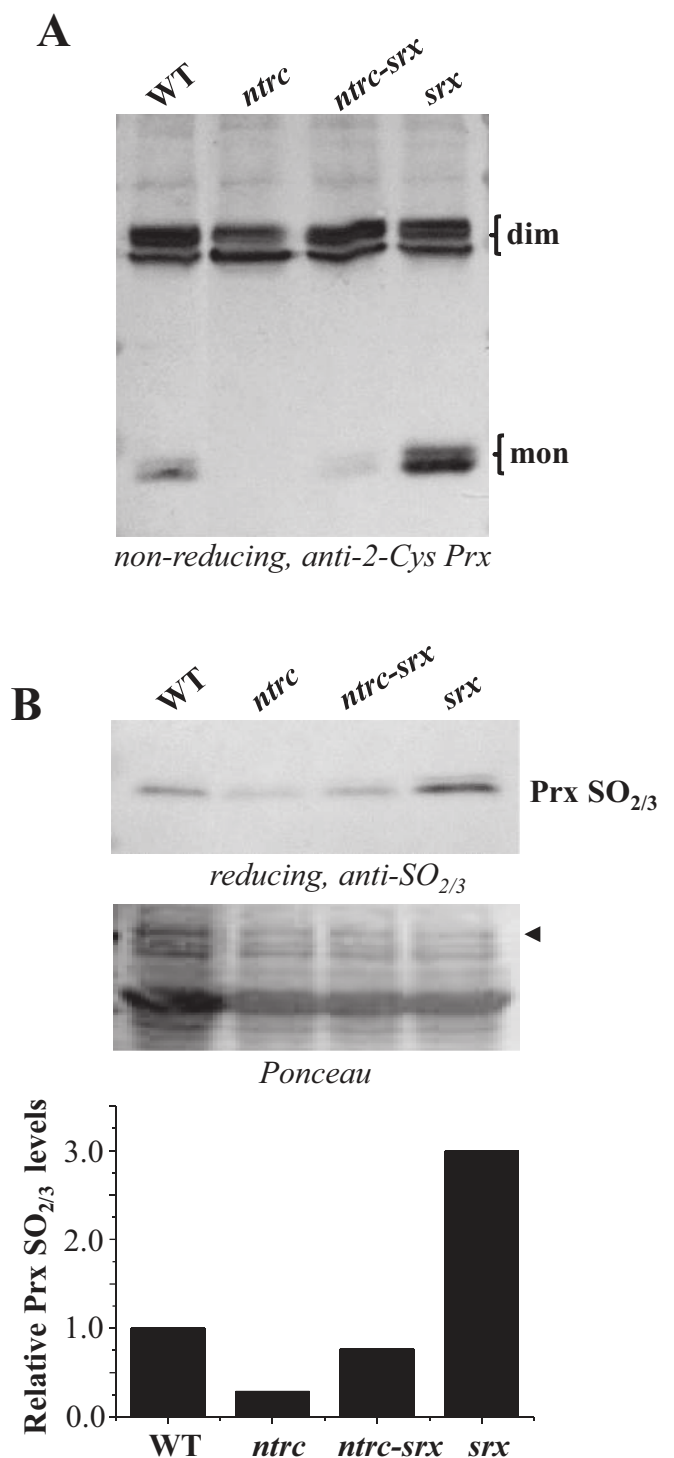 A
WT ntrc ntrc-srx srx
dim
mon
non-reducing, anti-2-Cys Prx
B
WT ntrc ntrc-srx srx
Prx SO2/3
reducing, anti-SO2/3
Ponceau
Relative Prx SO2/3 levels
3.0
2.0
1.0
0.0
WT ntrc ntrc-srx srx